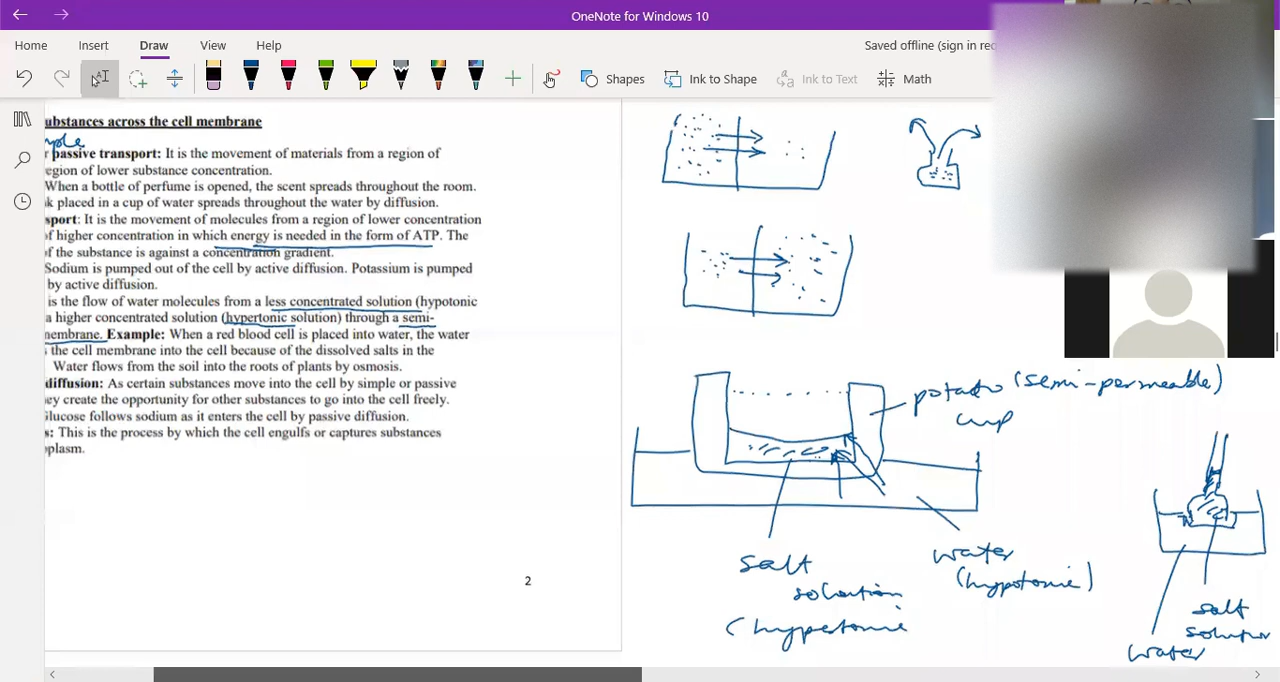 OneNote for Windows 10
Home Insert Draw View Help
Saved offline (sign in rec
Shapes Ink to Shape Ink to Text Math
ubstances across the cell membrane
r passive transport: It is the movement of materials from a region of
egion of lower substance concentration.
When a bottle of perfume is opened, the scent spreads throughout the room.
k placed in a cup of water spreads throughout the water by diffusion.
sport: It is the movement of molecules from a region of lower concentration
f higher concentration in which energy is needed in the form of ATP. The
f the substance is against a concentration gradient.
Sodium is pumped out of the cell by active diffusion. Potassium is pumped
by active diffusion.
is the flow of water molecules from a less concentrated solution (hypotonic
a higher concentrated solution (hypertonic solution) through a semi-
nembrane. Example: When a red blood cell is placed into water, the water
the cell membrane into the cell because of the dissolved salts in the
Water flows from the soil into the roots of plants by osmosis.
diffusion: As certain substances move into the cell by simple or passive
ey create the opportunity for other substances to go into the cell freely.
Glucose follows sodium as it enters the cell by passive diffusion.
s: This is the process by which the cell engulfs or captures substances
plasm.
2
potato (semi-permeable)
cup
salt
solution
(hypetonic
water
(hypotonic)
salt
solution
water